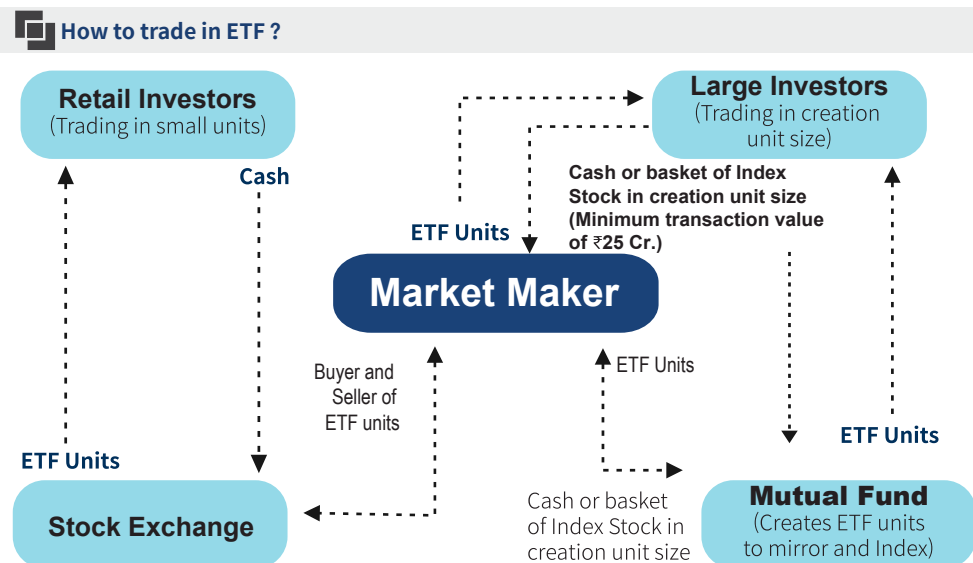 How to trade in ETF ?
Retail Investors
(Trading in small units)
Large Investors
(Trading in creation
unit size)
Cash
Cash or basket of Index
Stock in creation unit size
(Minimum transaction value
of ₹25 Cr.)
ETF Units
Market Maker
Buyer and
Seller of
ETF units
ETF Units
ETF Units
ETF Units
Stock Exchange
Cash or basket
of Index Stock in
creation unit size
Mutual Fund
(Creates ETF units
to mirror and Index)